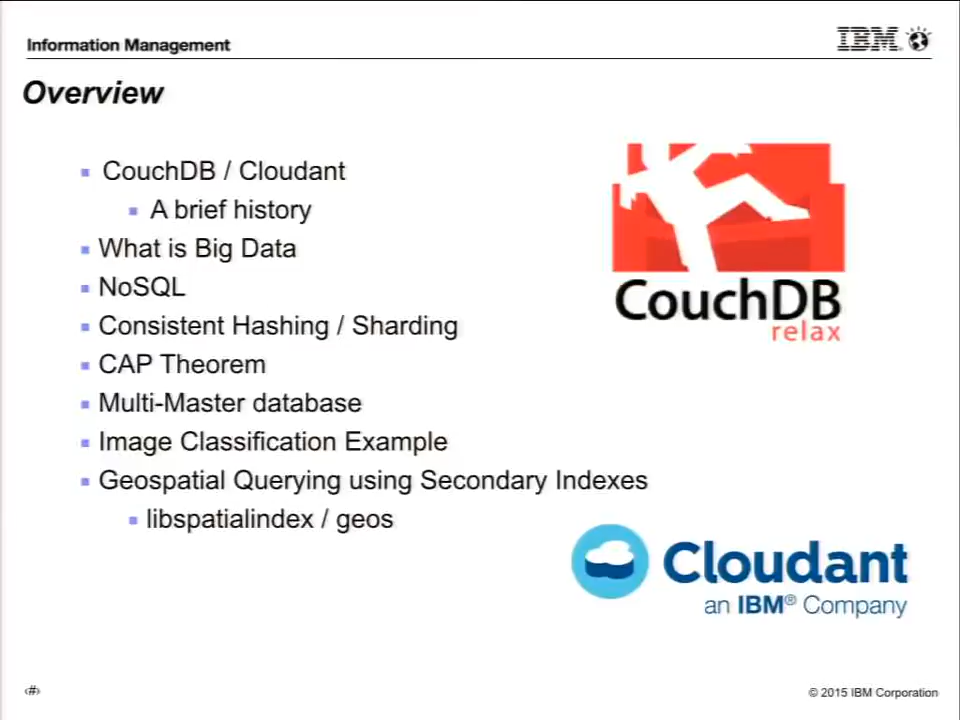 Information Management
IBM
Overview
CouchDB / Cloudant
A brief history
What is Big Data
NoSQL
Consistent Hashing / Sharding
CAP Theorem
Multi-Master database
Image Classification Example
Geospatial Querying using Secondary Indexes
libspatialindex / geos
CouchDB
relax
Cloudant
an IBM® Company
‹#›
© 2015 IBM Corporation